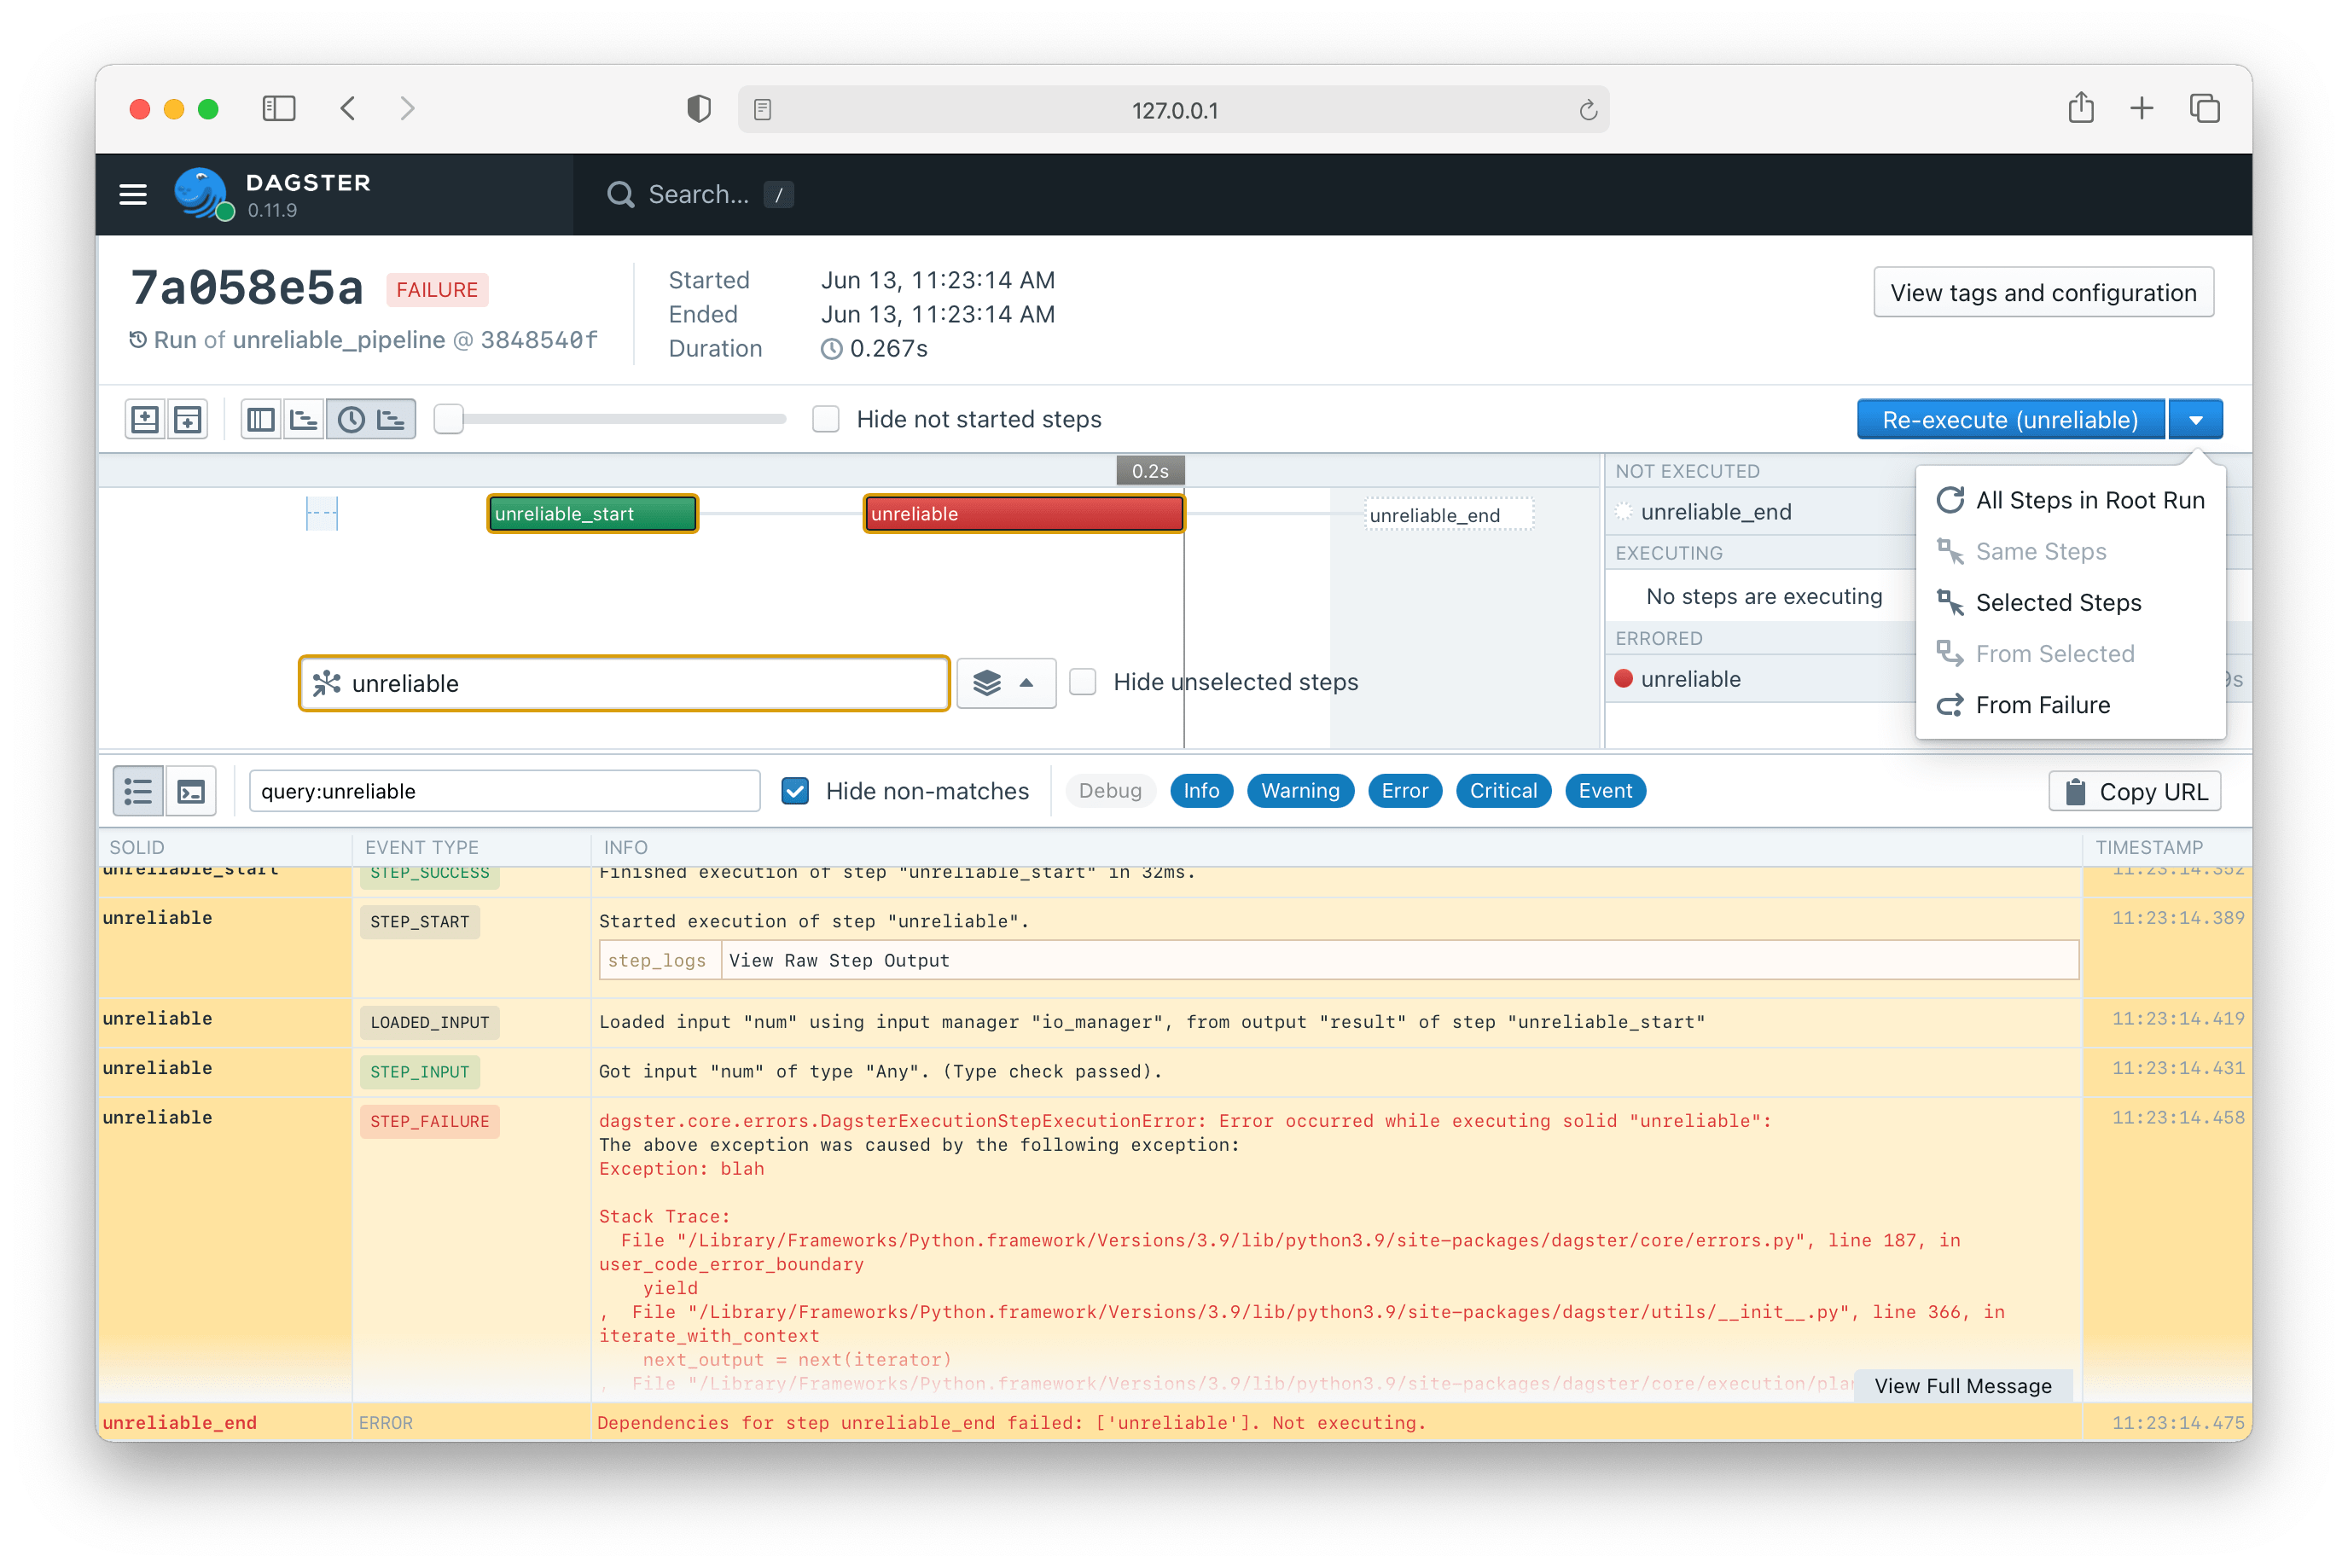 127.0.0.1
DAGSTER
0.11.9
Search... /
7a058e5a FAILURE
Run of unreliable_pipeline @ 3848540f
Started Jun 13, 11:23:14 AM
Ended Jun 13, 11:23:14 AM
Duration 0.267s
View tags and configuration
Hide not started steps
Re-execute (unreliable)
0.2s
unreliable_start
unreliable
unreliable_end
unreliable
Hide unselected steps
NOT EXECUTED
unreliable_end
EXECUTING
No steps are executing
ERRORED
unreliable
9s
All Steps in Root Run
Same Steps
Selected Steps
From Selected
From Failure
query:unreliable
Hide non-matches
Debug Info Warning Error Critical Event
Copy URL
SOLID EVENT TYPE INFO TIMESTAMP
unreliable_start STEP_SUCCESS Finished execution of step "unreliable_start" in 32ms. 11:23:14.352
unreliable STEP_START Started execution of step "unreliable". 11:23:14.389
step_logs View Raw Step Output
unreliable LOADED_INPUT Loaded input "num" using input manager "io_manager", from output "result" of step "unreliable_start" 11:23:14.419
unreliable STEP_INPUT Got input "num" of type "Any". (Type check passed). 11:23:14.431
unreliable STEP_FAILURE dagster.core.errors.DagsterExecutionStepExecutionError: Error occurred while executing solid "unreliable": 11:23:14.458
The above exception was caused by the following exception:
Exception: blah
Stack Trace:
File "/Library/Frameworks/Python.framework/Versions/3.9/lib/python3.9/site-packages/dagster/core/errors.py", line 187, in
user_code_error_boundary
yield
, File "/Library/Frameworks/Python.framework/Versions/3.9/lib/python3.9/site-packages/dagster/utils/__init__.py", line 366, in
iterate_with_context
next_output = next(iterator)
, File "/Library/Frameworks/Python.framework/Versions/3.9/lib/python3.9/site-packages/dagster/core/execution/plan
View Full Message
unreliable_end ERROR Dependencies for step unreliable_end failed: ['unreliable']. Not executing. 11:23:14.475